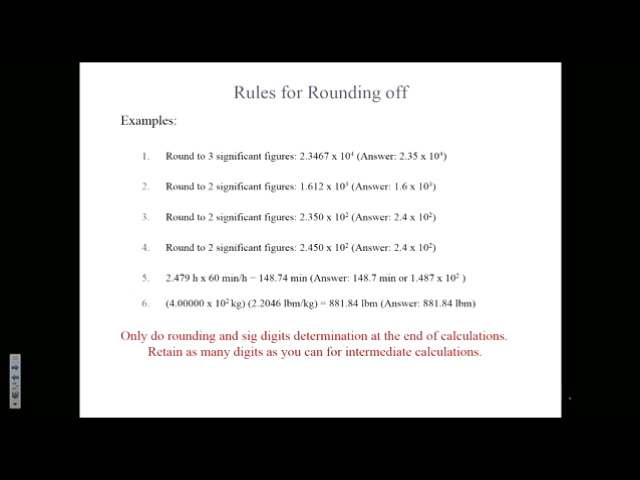 Rules for Rounding off
Examples:
1. Round to 3 significant figures: 2.3467 x 10⁴ (Answer: 2.35 x 10⁴)
2. Round to 2 significant figures: 1.612 x 10³ (Answer: 1.6 x 10³)
3. Round to 2 significant figures: 2.350 x 10² (Answer: 2.4 x 10²)
4. Round to 2 significant figures: 2.450 x 10² (Answer: 2.4 x 10²)
5. 2.479 h x 60 min/h = 148.74 min (Answer: 148.7 min or 1.487 x 10² )
6. (4.00000 x 10² kg) (2.2046 lbm/kg) = 881.84 lbm (Answer: 881.84 lbm)
Only do rounding and sig digits determination at the end of calculations.
Retain as many digits as you can for intermediate calculations.